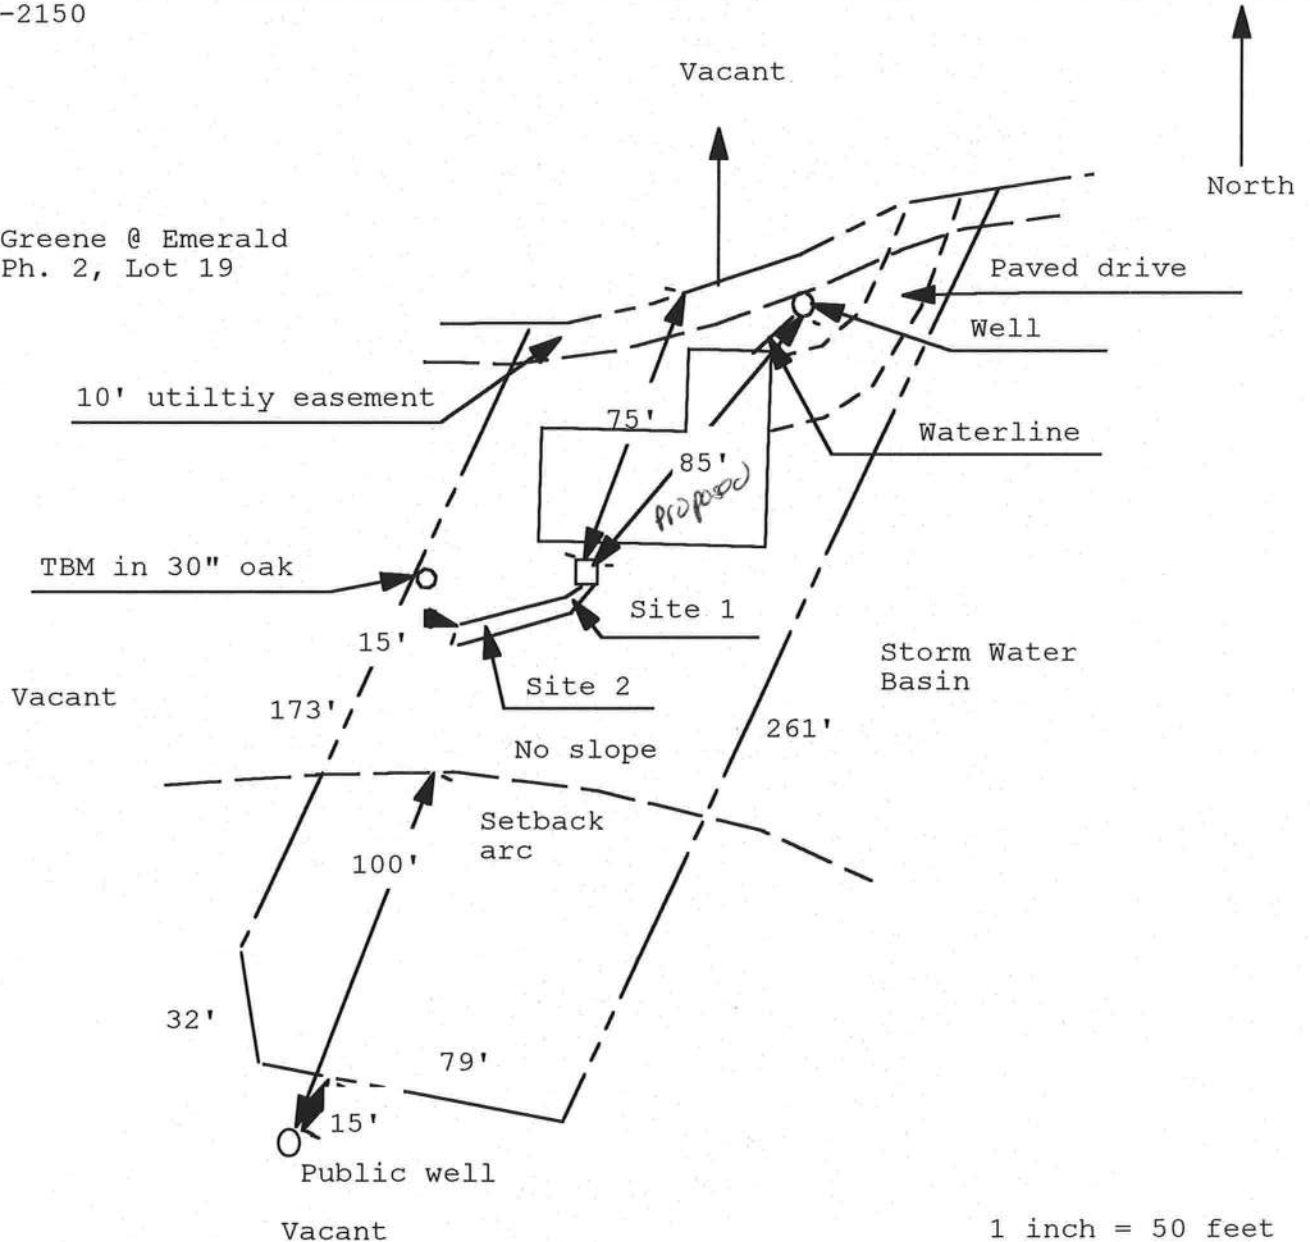 -2150
Vacant
North
Greene @ Emerald
Ph. 2, Lot 19
Paved drive
Well
10' utiltiy easement
75'
Waterline
85'
proposed
TBM in 30" oak
Site 1
15'
Storm Water
Basin
Site 2
Vacant
173'
261'
No slope
Setback
arc
100'
32'
79'
15'
Public well
Vacant
1 inch = 50 feet